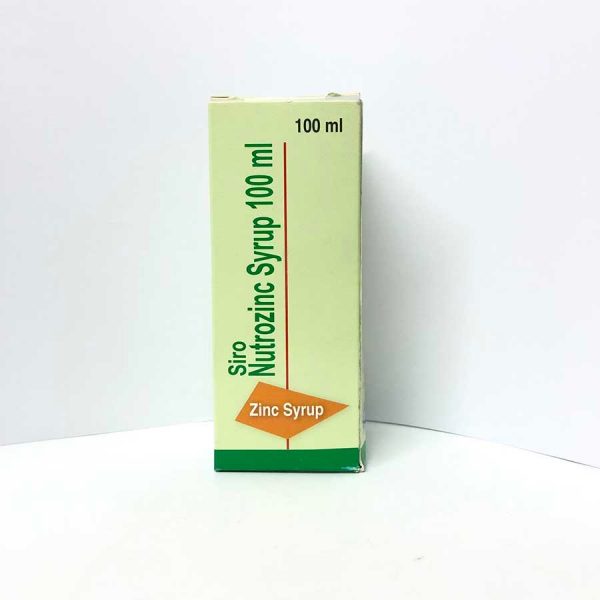 100 ml
Siro
Nutrozinc Syrup 100 ml
Zinc Syrup